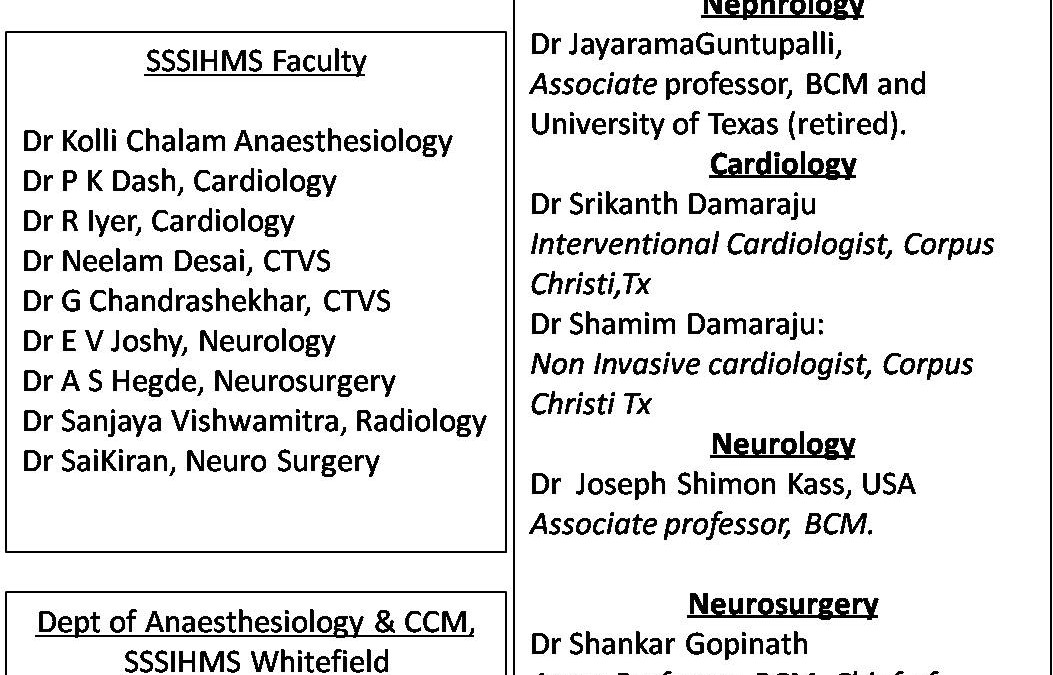 SSSIHMS Faculty
Dr Kolli Chalam Anaesthesiology
Dr P K Dash, Cardiology
Dr R Iyer, Cardiology
Dr Neelam Desai, CTVS
Dr G Chandrashekhar, CTVS
Dr E V Joshy, Neurology
Dr A S Hegde, Neurosurgery
Dr Sanjaya Vishwamitra, Radiology
Dr SaiKiran, Neuro Surgery
Dept of Anaesthesiology & CCM,
SSSIHMS Whitefield
Nephrology
Dr JayaramaGuntupalli,
Associate professor, BCM and
University of Texas (retired).
Cardiology
Dr Srikanth Damaraju
Interventional Cardiologist, Corpus
Christi,Tx
Dr Shamim Damaraju:
Non Invasive cardiologist, Corpus
Christi Tx
Neurology
Dr Joseph Shimon Kass, USA
Associate professor, BCM.
Neurosurgery
Dr Shankar Gopinath